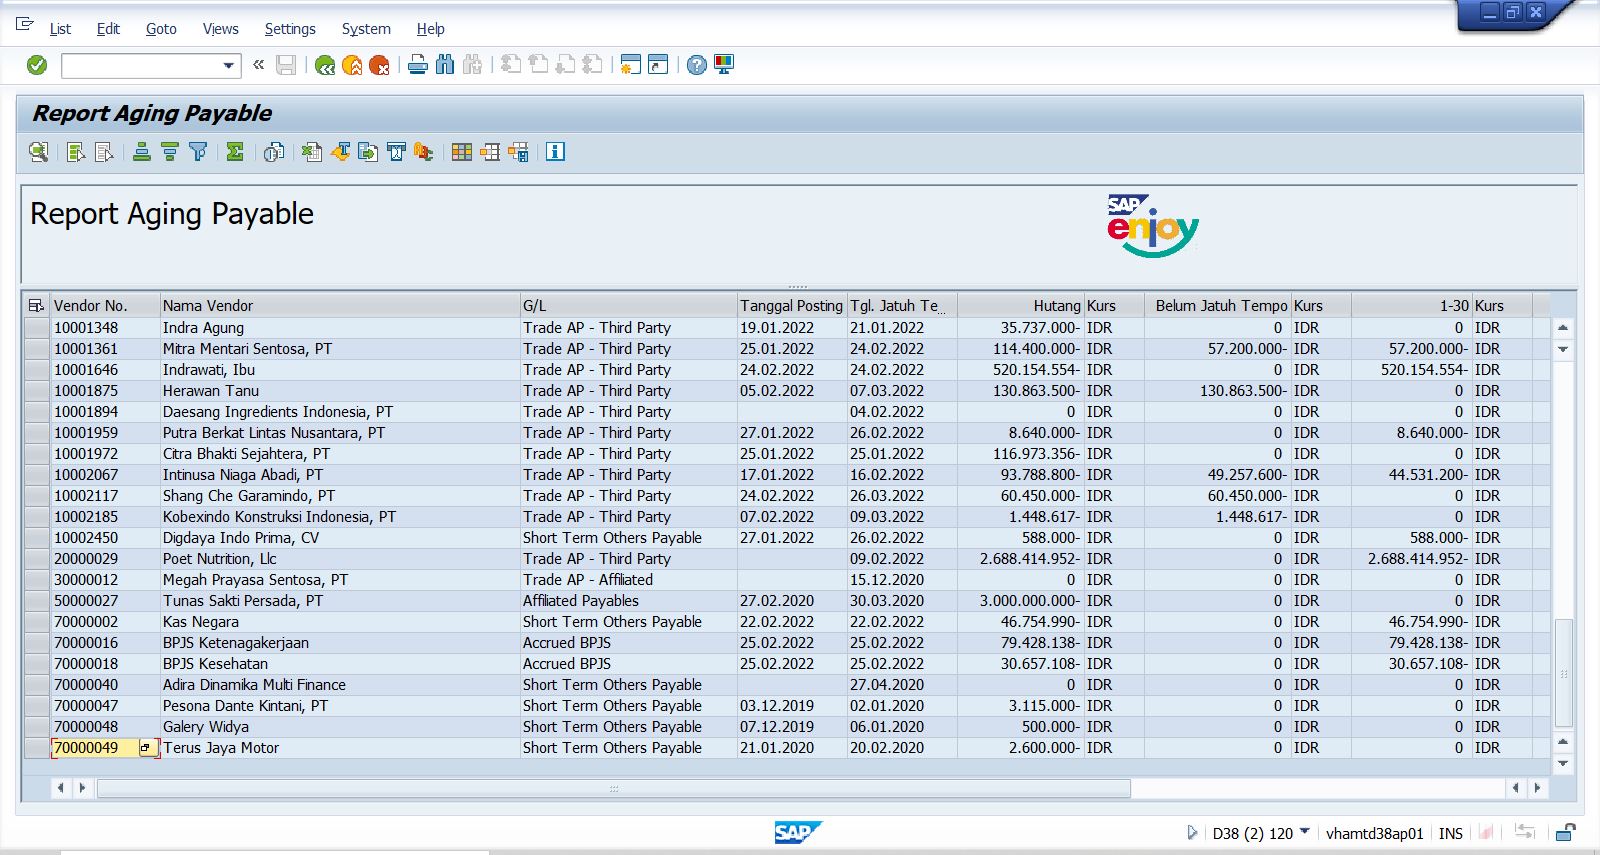 List Edit Goto Views Settings System Help
Report Aging Payable
Report Aging Payable
SAP
enjoy
Vendor No. Nama Vendor G/L Tanggal Posting Tgl. Jatuh Te... Hutang Kurs Belum Jatuh Tempo Kurs 1-30 Kurs
10001348 Indra Agung Trade AP - Third Party 19.01.2022 21.01.2022 35.737.000- IDR 0 IDR 0 IDR
10001361 Mitra Mentari Sentosa, PT Trade AP - Third Party 25.01.2022 24.02.2022 114.400.000- IDR 57.200.000- IDR 57.200.000- IDR
10001646 Indrawati, Ibu Trade AP - Third Party 24.02.2022 24.02.2022 520.154.554- IDR 0 IDR 520.154.554- IDR
10001875 Herawan Tanu Trade AP - Third Party 05.02.2022 07.03.2022 130.863.500- IDR 130.863.500- IDR 0 IDR
10001894 Daesang Ingredients Indonesia, PT Trade AP - Third Party 04.02.2022 0 IDR 0 IDR 0 IDR
10001959 Putra Berkat Lintas Nusantara, PT Trade AP - Third Party 27.01.2022 26.02.2022 8.640.000- IDR 0 IDR 8.640.000- IDR
10001972 Citra Bhakti Sejahtera, PT Trade AP - Third Party 25.01.2022 25.01.2022 116.973.356- IDR 0 IDR 0 IDR
10002067 Intinusa Niaga Abadi, PT Trade AP - Third Party 17.01.2022 16.02.2022 93.788.800- IDR 49.257.600- IDR 44.531.200- IDR
10002117 Shang Che Garamindo, PT Trade AP - Third Party 24.02.2022 26.03.2022 60.450.000- IDR 60.450.000- IDR 0 IDR
10002185 Kobexindo Konstruksi Indonesia, PT Trade AP - Third Party 07.02.2022 09.03.2022 1.448.617- IDR 1.448.617- IDR 0 IDR
10002450 Digdaya Indo Prima, CV Short Term Others Payable 27.01.2022 26.02.2022 588.000- IDR 0 IDR 588.000- IDR
20000029 Poet Nutrition, Llc Trade AP - Third Party 09.02.2022 2.688.414.952- IDR 0 IDR 2.688.414.952- IDR
30000012 Megah Prayasa Sentosa, PT Trade AP - Affiliated 15.12.2020 0 IDR 0 IDR 0 IDR
50000027 Tunas Sakti Persada, PT Affiliated Payables 27.02.2020 30.03.2020 3.000.000.000- IDR 0 IDR 0 IDR
70000002 Kas Negara Short Term Others Payable 22.02.2022 22.02.2022 46.754.990- IDR 0 IDR 46.754.990- IDR
70000016 BPJS Ketenagakerjaan Accrued BPJS 25.02.2022 25.02.2022 79.428.138- IDR 0 IDR 79.428.138- IDR
70000018 BPJS Kesehatan Accrued BPJS 25.02.2022 25.02.2022 30.657.108- IDR 0 IDR 30.657.108- IDR
70000040 Adira Dinamika Multi Finance Short Term Others Payable 27.04.2020 0 IDR 0 IDR 0 IDR
70000047 Pesona Dante Kintani, PT Short Term Others Payable 03.12.2019 02.01.2020 3.115.000- IDR 0 IDR 0 IDR
70000048 Galery Widya Short Term Others Payable 07.12.2019 06.01.2020 500.000- IDR 0 IDR 0 IDR
70000049 Terus Jaya Motor Short Term Others Payable 21.01.2020 20.02.2020 2.600.000- IDR 0 IDR 0 IDR
SAP D38 (2) 120 vhamtd38ap01 INS